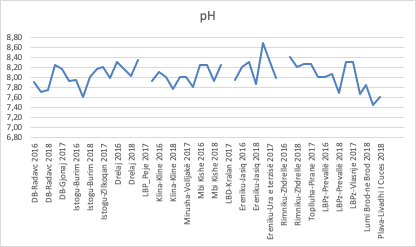 pH
8,80
8,60
8,40
8,20
8,00
7,80
7,60
7,40
7,20
7,00
6,80
DB-Radavc 2016
DB-Radavc 2018
DB-Gjonaj 2017
Istogu-Burim 2016
Istogu-Burim 2018
Istogu-Zllkoqan 2017
Drelaj 2016
Drelaj 2018
LBP_Peje 2017
Klina-Kline 2016
Klina-Kline 2018
Mirusha-Volljakë 2017
Mbi Kishe 2016
Mbi Kishe 2018
LBD-Kralan 2017
Ereniku-Jasiq 2016
Ereniku-Jasiq 2018
Ereniku-Ura e terzisë 2017
Rimniku-Zhdrelle 2016
Rimniku-Zhdrelle 2018
Toplluha-Pirane 2017
LBPz-Prevallë 2016
LBPz-Prevallë 2018
LBPz-Vlasnje 2017
Lumi Brod-ne Brod 2018
Plava-Livadhi I Cuces 2018